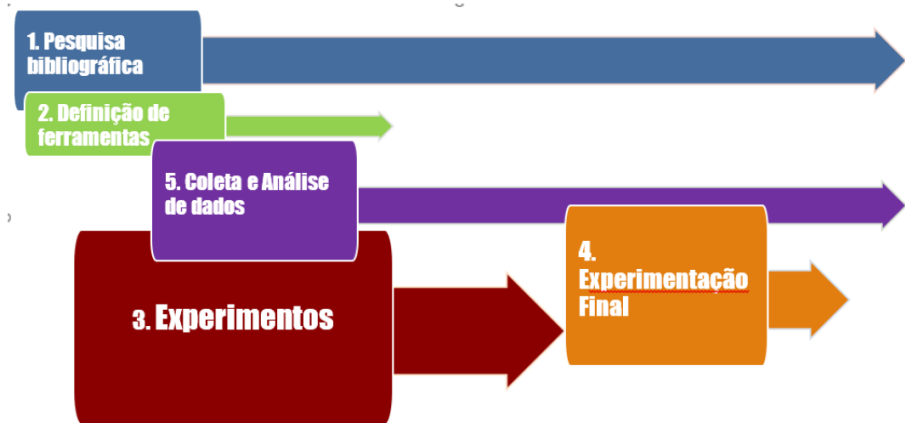 1. Pesquisa
bibliográfica
2. Definição de
ferramentas
5. Coleta e Análise
de dados
3. Experimentos
4.
Experimentação
Final